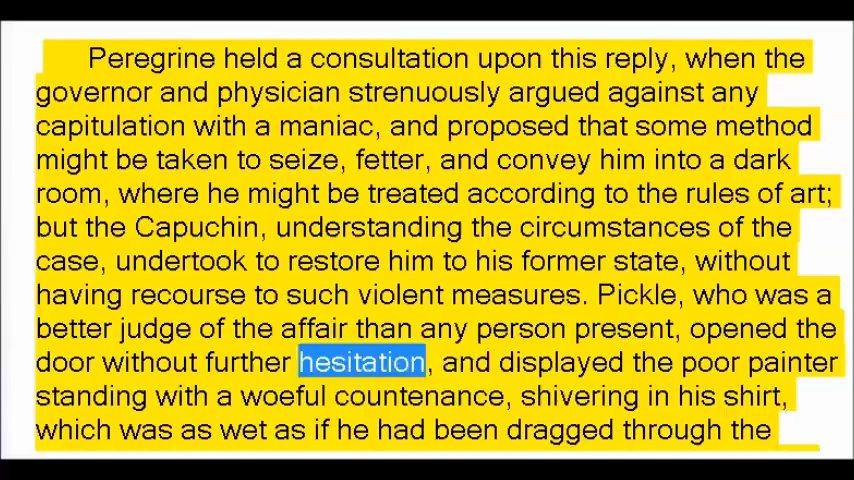 Peregrine held a consultation upon this reply, when the
governor and physician strenuously argued against any
capitulation with a maniac, and proposed that some method
might be taken to seize, fetter, and convey him into a dark
room, where he might be treated according to the rules of art;
but the Capuchin, understanding the circumstances of the
case, undertook to restore him to his former state, without
having recourse to such violent measures. Pickle, who was a
better judge of the affair than any person present, opened the
door without further hesitation, and displayed the poor painter
standing with a woeful countenance, shivering in his shirt,
which was as wet as if he had been dragged through the